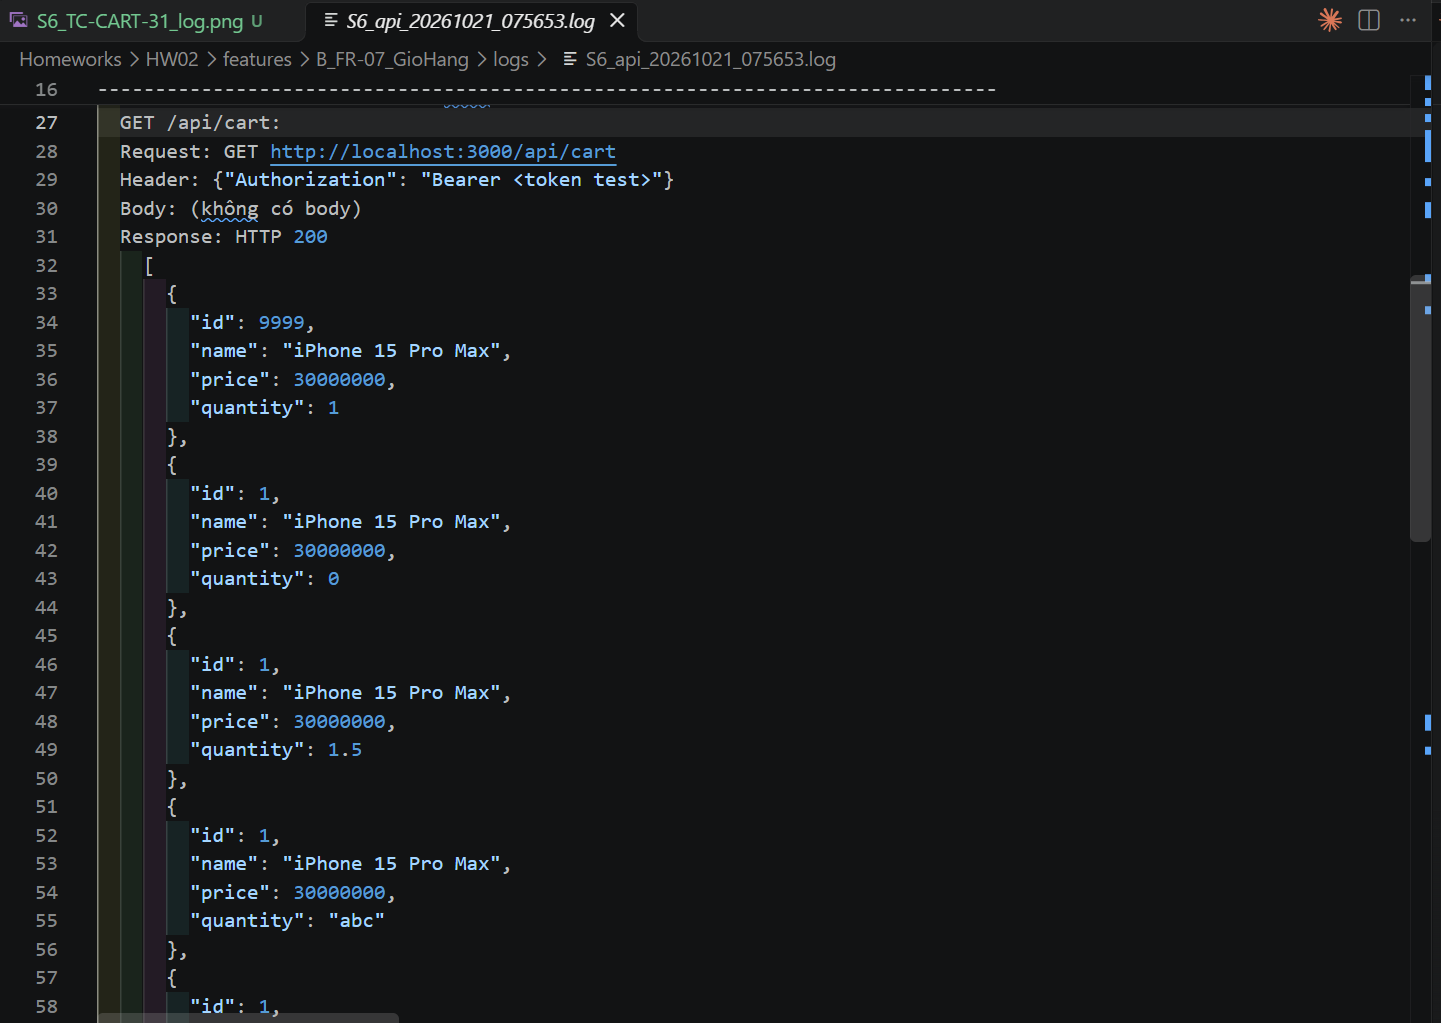 S6_TC-CART-31_log.png U
S6_api_20261021_075653.log
Homeworks > HW02 > features > B_FR-07_GioHang > logs > S6_api_20261021_075653.log
16 ------------------------------------------------------------------------------
27 GET /api/cart:
28 Request: GET http://localhost:3000/api/cart
29 Header: {"Authorization": "Bearer <token test>"}
30 Body: (không có body)
31 Response: HTTP 200
32 [
33 {
34 "id": 9999,
35 "name": "iPhone 15 Pro Max",
36 "price": 30000000,
37 "quantity": 1
38 },
39 {
40 "id": 1,
41 "name": "iPhone 15 Pro Max",
42 "price": 30000000,
43 "quantity": 0
44 },
45 {
46 "id": 1,
47 "name": "iPhone 15 Pro Max",
48 "price": 30000000,
49 "quantity": 1.5
50 },
51 {
52 "id": 1,
53 "name": "iPhone 15 Pro Max",
54 "price": 30000000,
55 "quantity": "abc"
56 },
57 {
58 "id": 1,